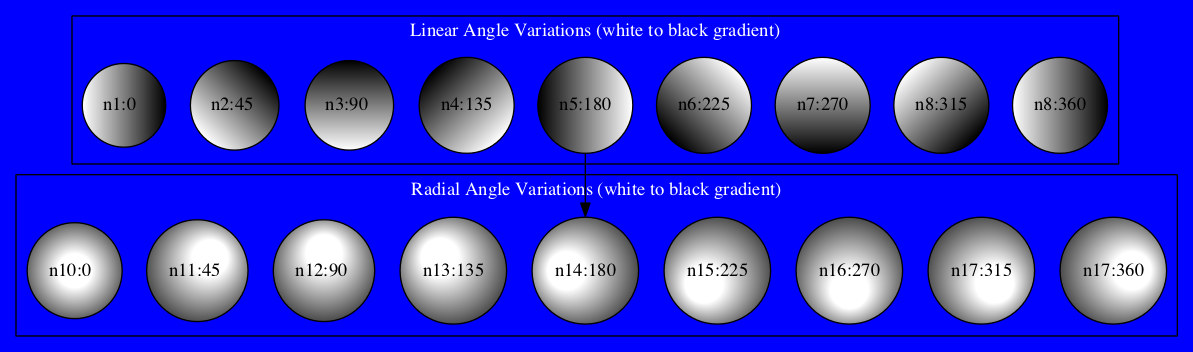 Linear Angle Variations (white to black gradient)
n1:0 n2:45 n3:90 n4:135 n5:180 n6:225 n7:270 n8:315 n8:360
Radial Angle Variations (white to black gradient)
n10:0 n11:45 n12:90 n13:135 n14:180 n15:225 n16:270 n17:315 n17:360